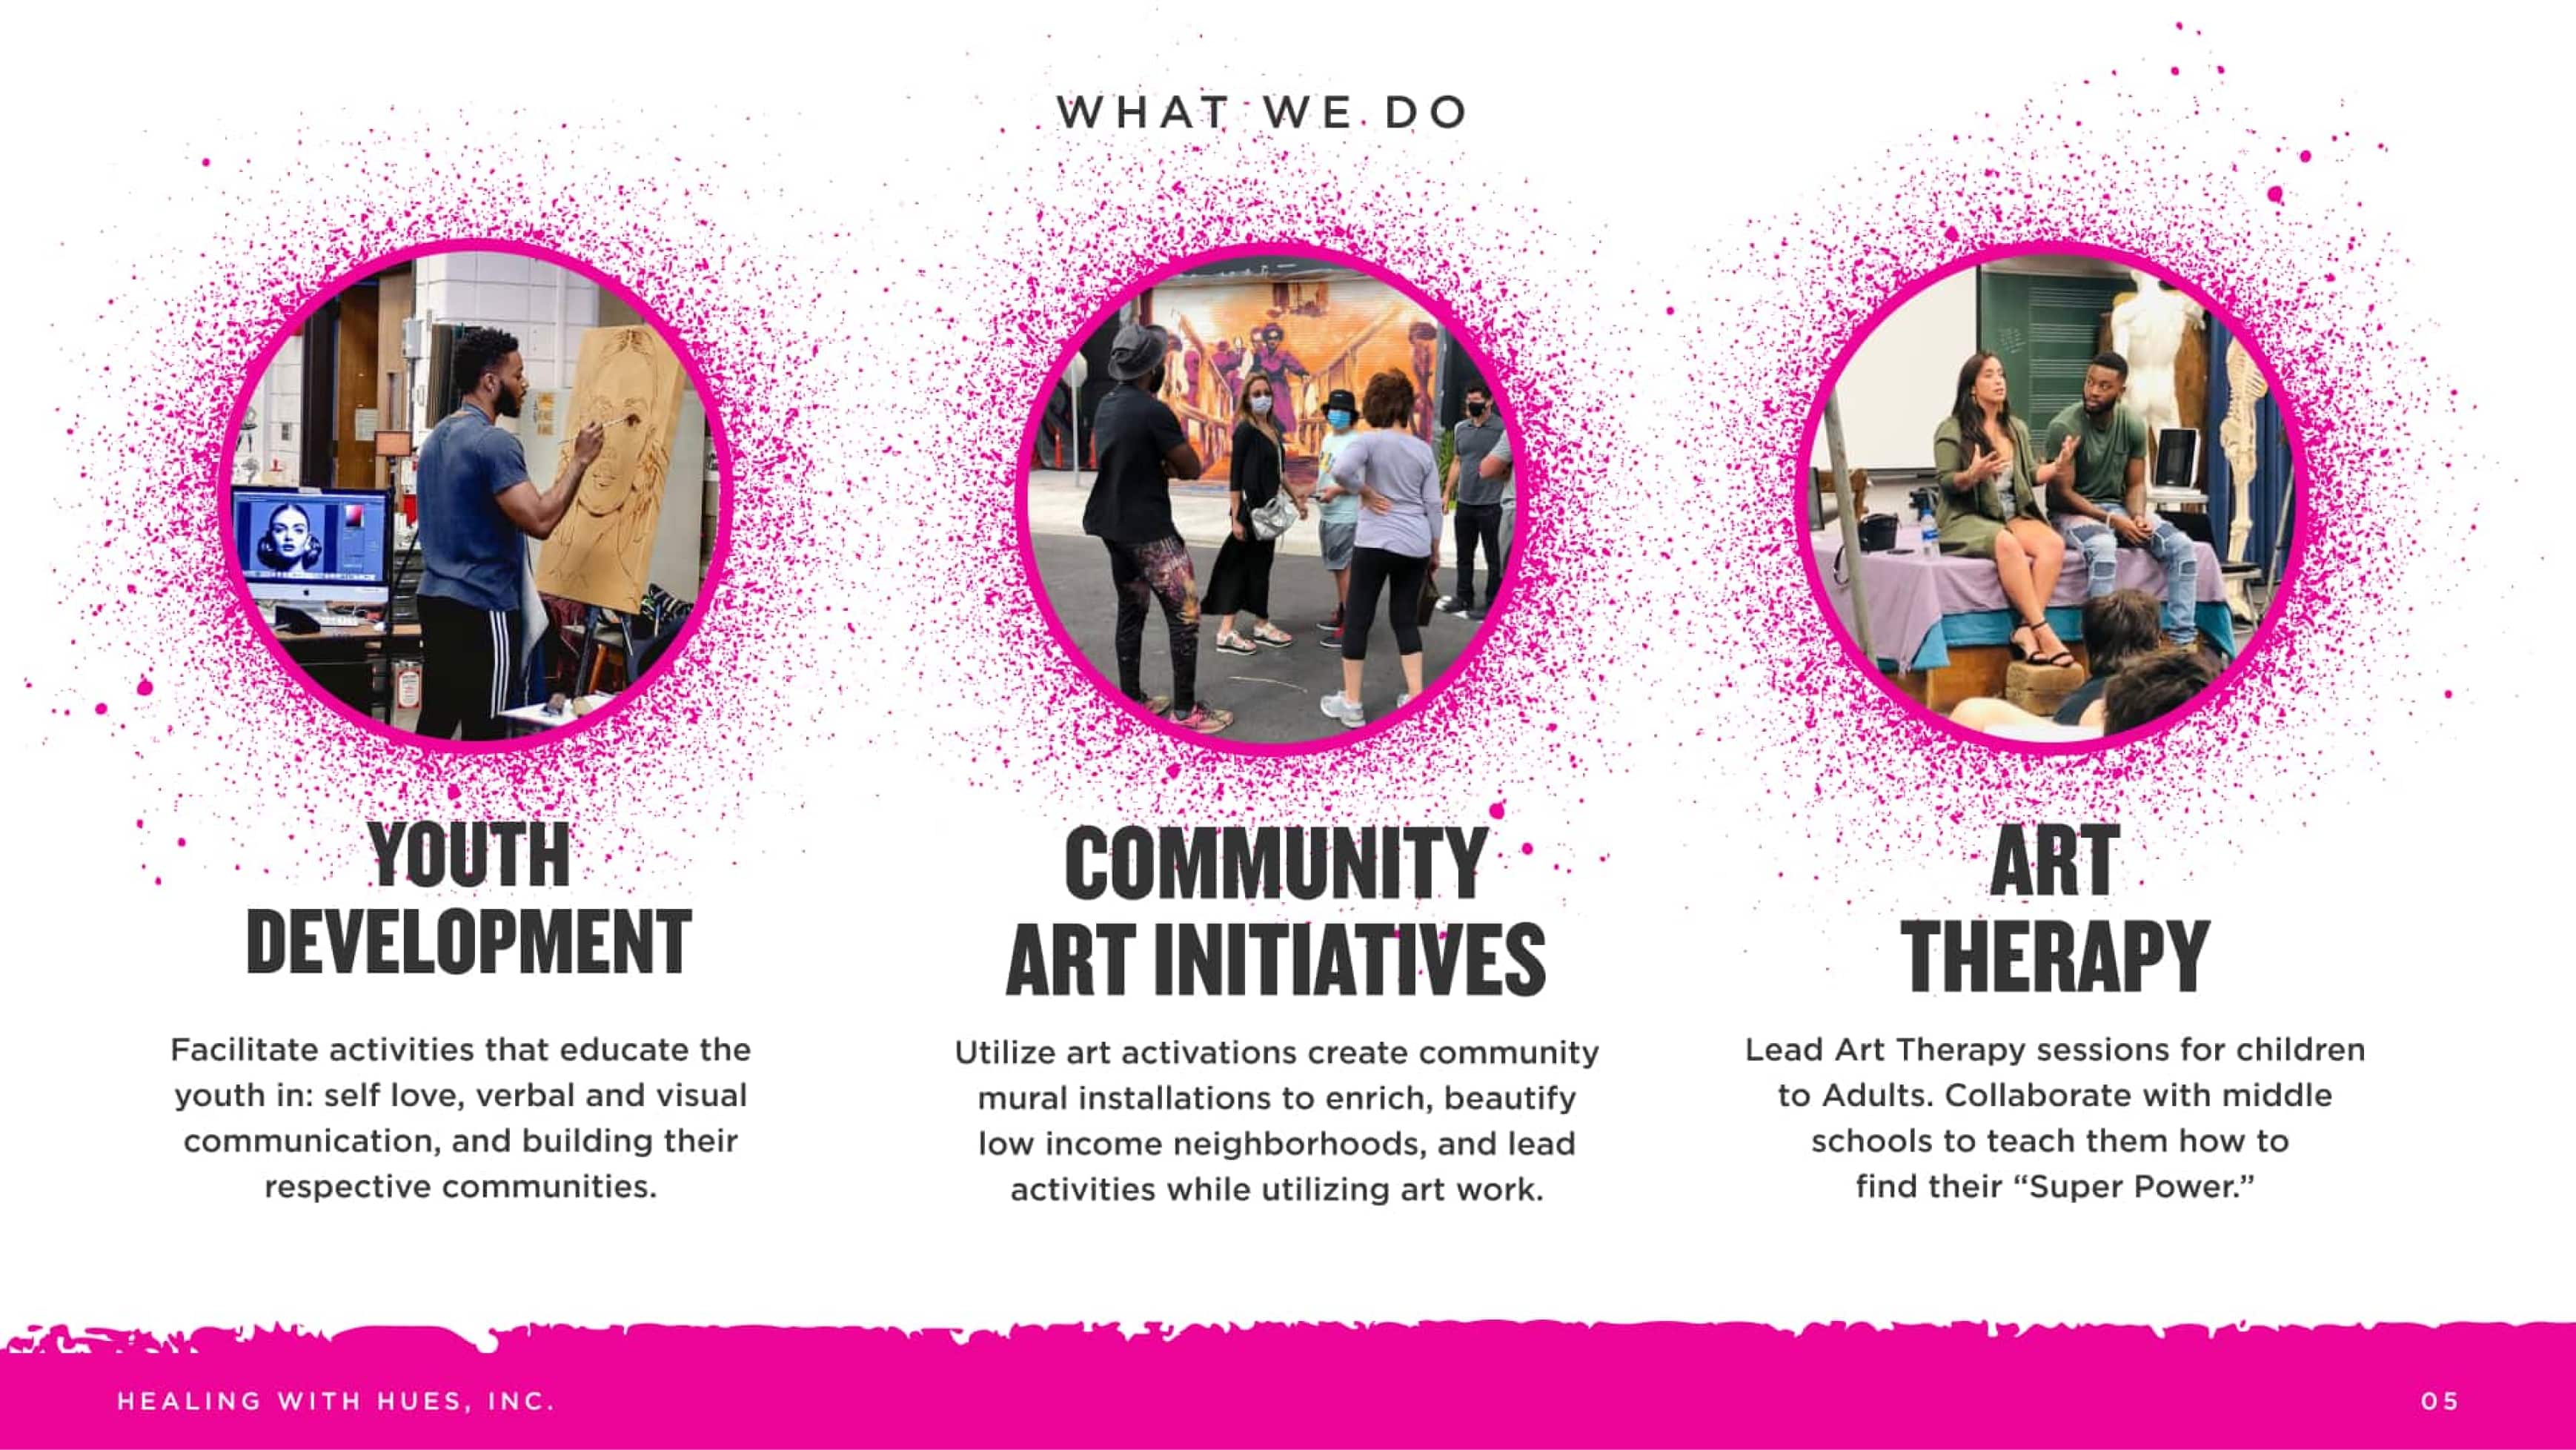 WHAT WE DO
YOUTH
DEVELOPMENT
Facilitate activities that educate the
youth in: self love, verbal and visual
communication, and building their
respective communities.
COMMUNITY
ART INITIATIVES
Utilize art activations create community
mural installations to enrich, beautify
low income neighborhoods, and lead
activities while utilizing art work.
ART
THERAPY
Lead Art Therapy sessions for children
to Adults. Collaborate with middle
schools to teach them how to
find their “Super Power.”
HEALING WITH HUES, INC.
05